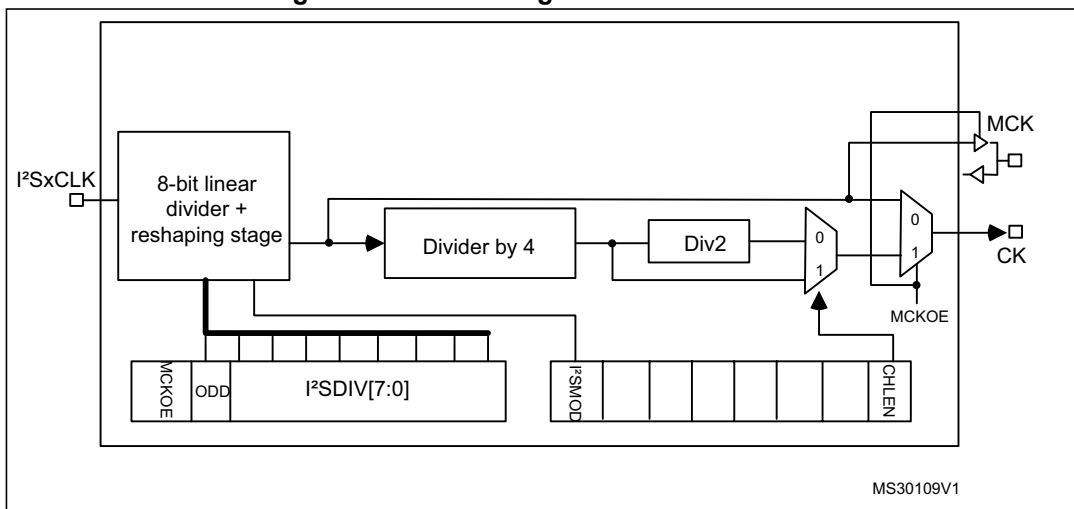 MCK
I²SxCLK
8-bit linear
divider +
reshaping stage
Divider by 4
Div2
0
1
0
1
CK
MCKOE
MCKOE
ODD
I²SDIV[7:0]
I²SMOD
CHLEN
MS30109V1